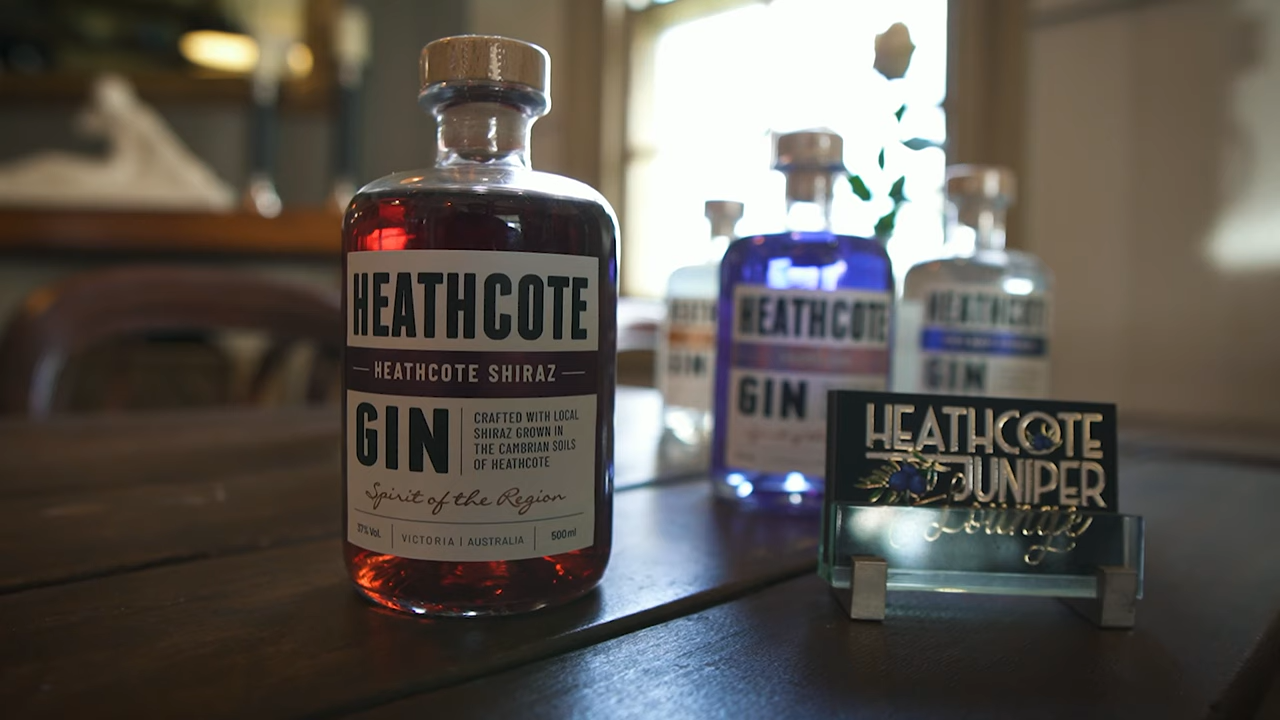 HEATHCOTE
HEATHCOTE SHIRAZ
GIN
CRAFTED WITH LOCAL
SHIRAZ GROWN IN
THE CAMBRIAN SOILS
OF HEATHCOTE
Spirit of the Region
37% Vol.
VICTORIA | AUSTRALIA
500ml
GIN
HEATHCOTE
GIN
HEATHCOTE
GIN
HEATHCOTE
JUNIPER
Lounge